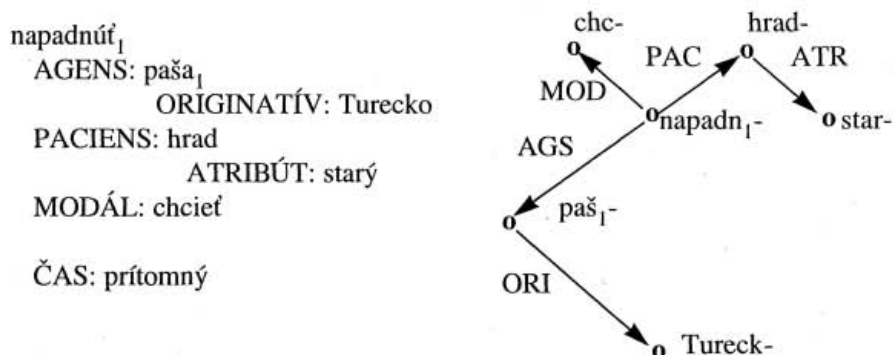 napadnúť₁
AGENS: paša₁
ORIGINATÍV: Turecko
PACIENS: hrad
ATRIBÚT: starý
MODÁL: chcieť
ČAS: prítomný
chc-
hrad-
PAC
ATR
MOD
napadn₁-
star-
AGS
paš₁-
ORI
Tureck-